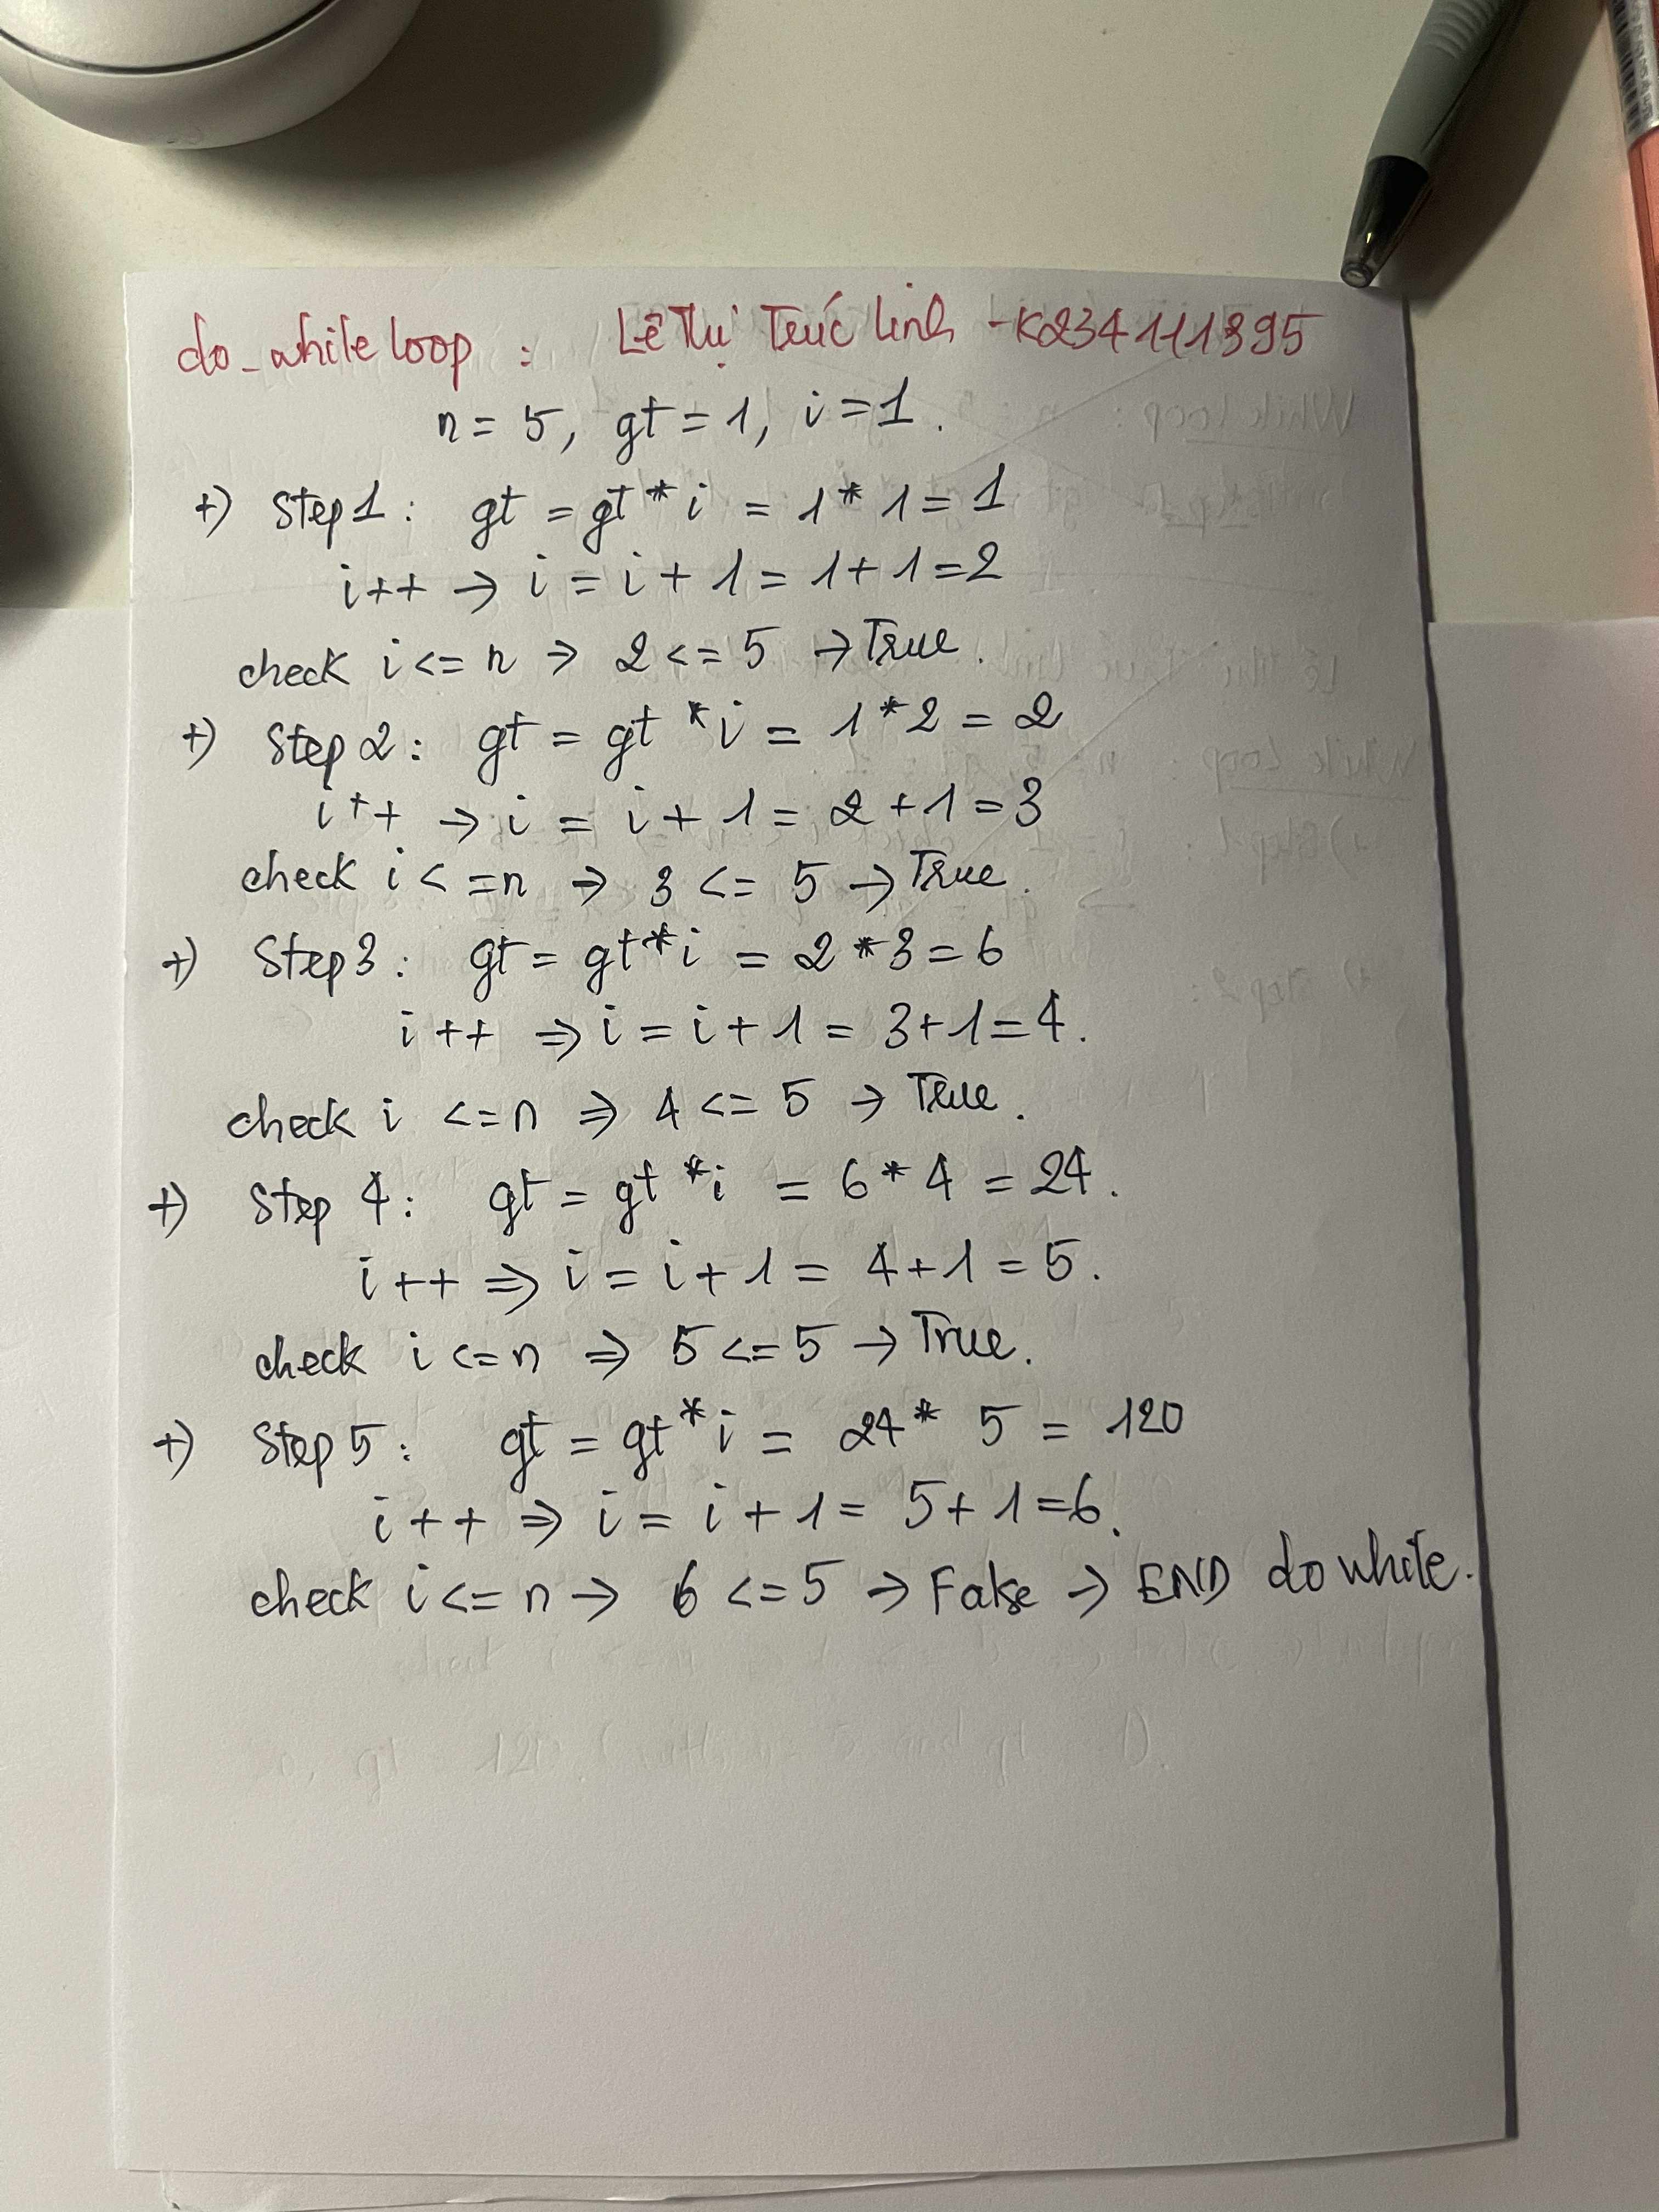 do_while loop : Lê Thị Trúc Linh - K234111395
n = 5, gt = 1, i = 1.
+) Step 1 : gt = gt * i = 1 * 1 = 1
i++ → i = i + 1 = 1 + 1 = 2
check i <= n → 2 <= 5 → True.
+) Step 2 : gt = gt * i = 1 * 2 = 2
i++ → i = i + 1 = 2 + 1 = 3
check i <= n → 3 <= 5 → True.
+) Step 3 : gt = gt * i = 2 * 3 = 6
i++ ⇒ i = i + 1 = 3 + 1 = 4.
check i <= n ⇒ 4 <= 5 → True.
+) Step 4 : gt = gt * i = 6 * 4 = 24.
i++ ⇒ i = i + 1 = 4 + 1 = 5.
check i <= n ⇒ 5 <= 5 → True.
+) Step 5 : gt = gt * i = 24 * 5 = 120
i++ ⇒ i = i + 1 = 5 + 1 = 6.
check i <= n → 6 <= 5 → False → END do while.